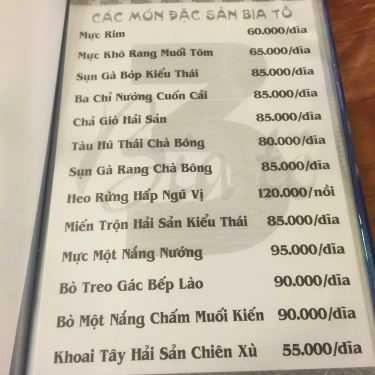 CÁC MÓN ĐẶC SẢN BIA TÔ
Mực Rim 60.000/dĩa
Mực Khô Rang Muối Tôm 65.000/dĩa
Sụn Gà Bóp Kiểu Thái 85.000/dĩa
Ba Chỉ Nướng Cuốn Cải 85.000/dĩa
Chả Giò Hải Sản 85.000/dĩa
Tàu Hũ Thái Chà Bông 80.000/dĩa
Sụn Gà Rang Chà Bông 85.000/dĩa
Heo Rừng Hấp Ngũ Vị 120.000/nồi
Miến Trộn Hải Sản Kiểu Thái 85.000/dĩa
Mực Một Nắng Nướng 95.000/dĩa
Bò Treo Gác Bếp Lào 90.000/dĩa
Bò Một Nắng Chấm Muối Kiến 90.000/dĩa
Khoai Tây Hải Sản Chiên Xù 55.000/dĩa